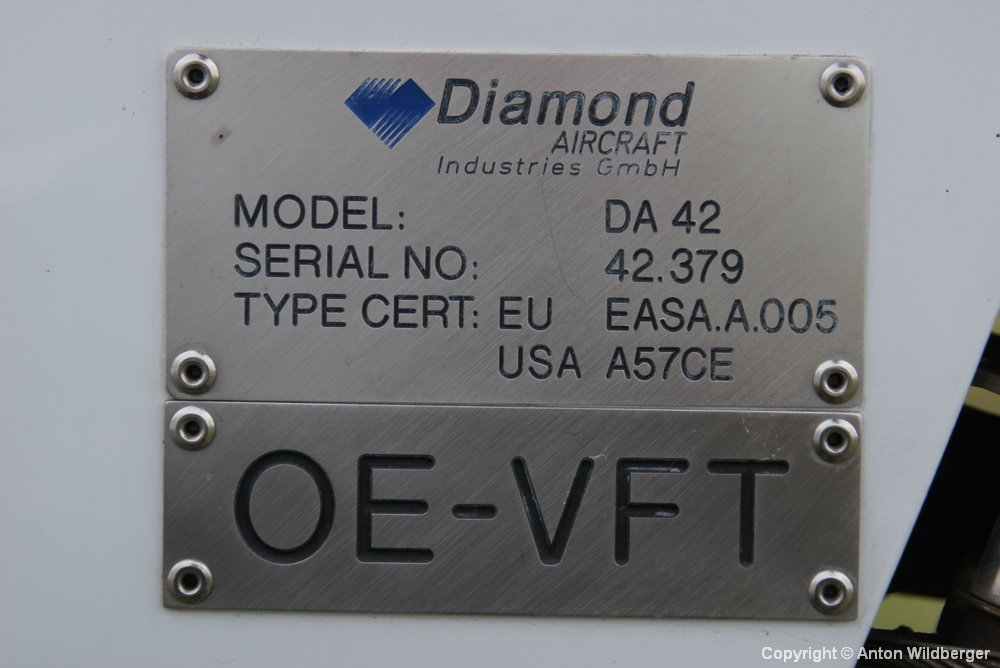 Diamond
AIRCRAFT
Industries GmbH
MODEL: DA 42
SERIAL NO: 42.379
TYPE CERT: EU EASA.A.005
USA A57CE
OE-VFT
Copyright © Anton Wildberger